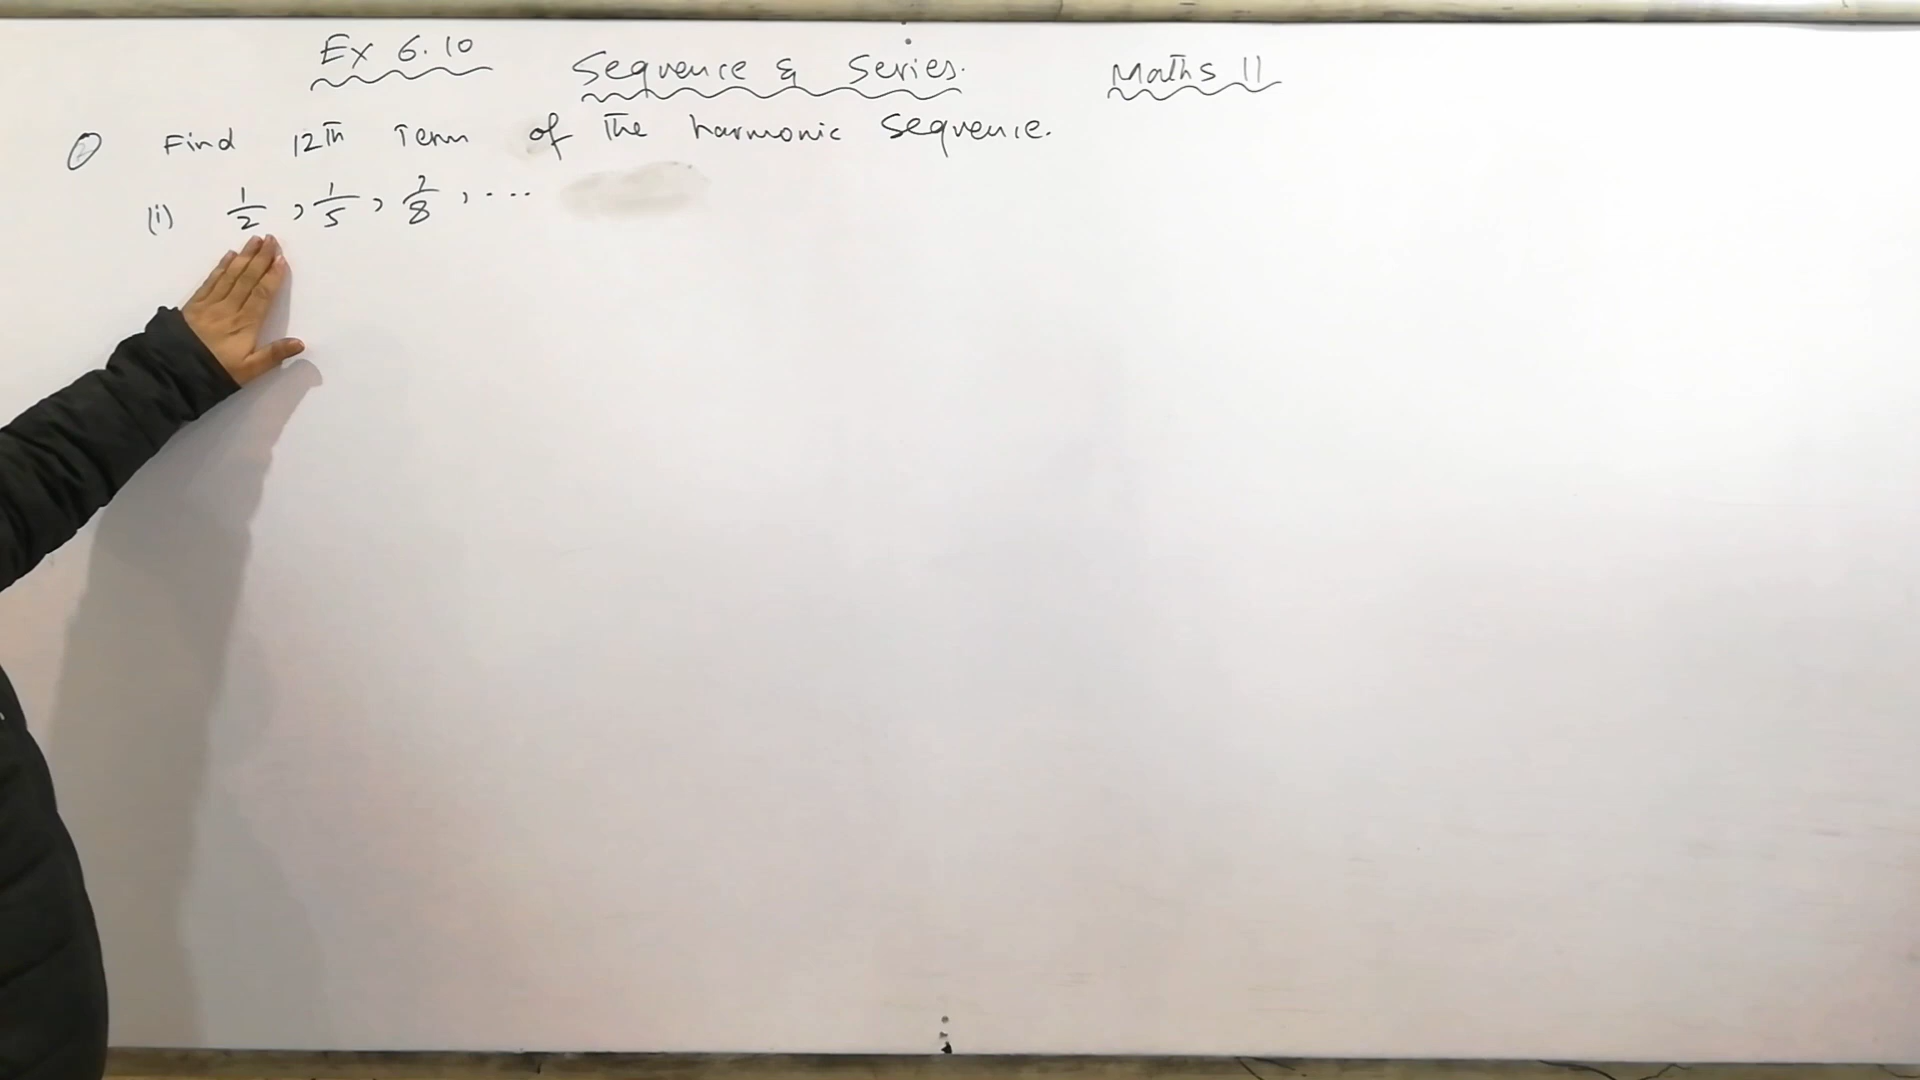 Ex 6.10 Sequence & Series. Maths 11
Find 12th Term of The harmonic Sequence.
(i) 1/2, 1/5, 1/8, ...